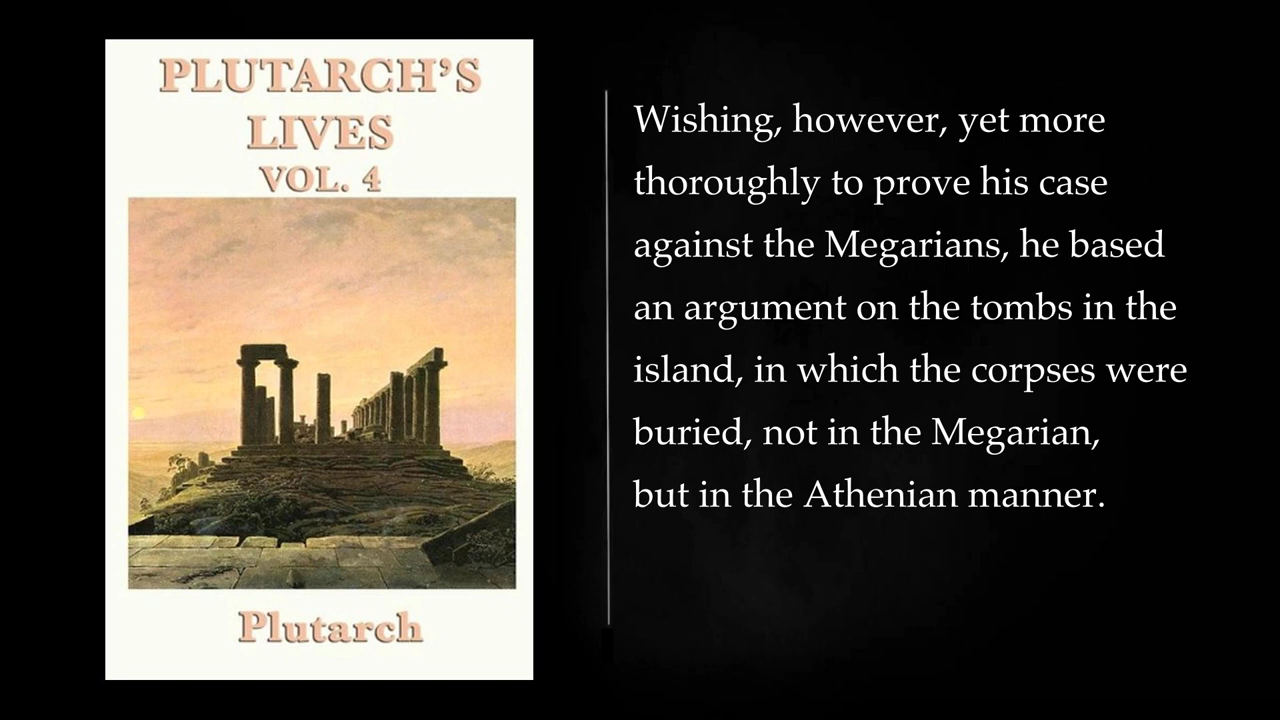 PLUTARCH'S
LIVES
VOL. 4
Plutarch
Wishing, however, yet more
thoroughly to prove his case
against the Megarians, he based
an argument on the tombs in the
island, in which the corpses were
buried, not in the Megarian,
but in the Athenian manner.